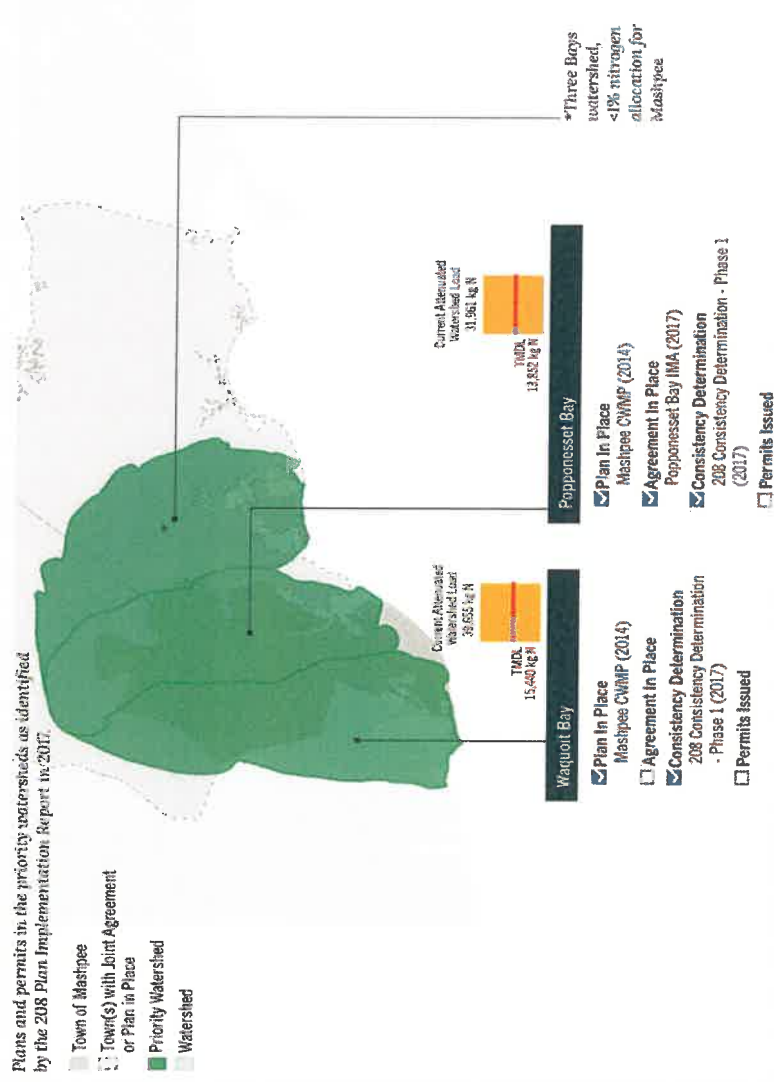 Plans and permits in the priority watersheds as identified
by the 208 Plan Implementation Report in 2017.
Town of Mashpee
Town(s) with Joint Agreement
or Plan in Place
Priority Watershed
Watershed
Current Attenuated
Watershed Load
TMDL
15,440 kg N
Waquoit Bay
Plan In Place
Mashpee CWMP (2014)
Agreement In Place
Consistency Determination
208 Consistency Determination
- Phase 1 (2017)
Permits Issued
Current Attenuated
Watershed Load
31,961 kg N
TMDL
13,852 kg N
Popponesset Bay
Plan In Place
Mashpee CWMP (2014)
Agreement In Place
Popponesset Bay IMA (2017)
Consistency Determination
208 Consistency Determination - Phase 1
(2017)
Permits Issued
*Three Bays
watershed,
<1% nitrogen
allocation for
Mashpee